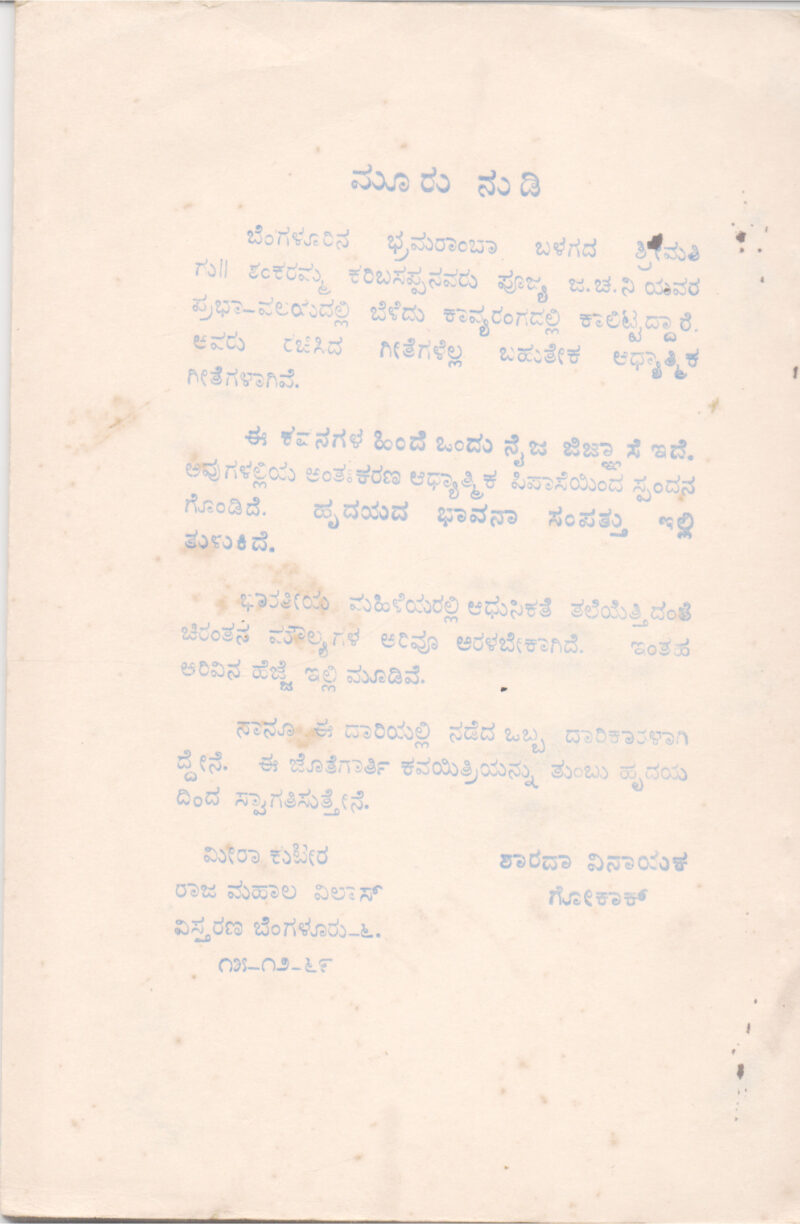 ಮೂರು ನುಡಿ
ಬೆಂಗಳೂರಿನ ಭ್ರಮರಾಂಬಾ ಬಳಗದ ಶ್ರೀಮತಿ
ಗು॥ ಶಂಕರಮ್ಮ ಕರಿಬಸಪ್ಪನವರು ಪೂಜ್ಯ ಜ.ಚ.ನಿ ಯವರ
ಪ್ರಭಾ-ವಲಯದಲ್ಲಿ ಬೆಳೆದು ಕಾವ್ಯರಂಗದಲ್ಲಿ ಕಾಲಿಟ್ಟಿದ್ದಾರೆ.
ಅವರು ರಚಿಸಿದ ಗೀತೆಗಳೆಲ್ಲ ಬಹುತೇಕ ಆಧ್ಯಾತ್ಮಿಕ
ಗೀತೆಗಳಾಗಿವೆ.
ಈ ಕವನಗಳ ಹಿಂದೆ ಒಂದು ನೈಜ ಜಿಜ್ಞಾಸೆ ಇದೆ.
ಅವುಗಳಲ್ಲಿಯ ಅಂತಃಕರಣ ಆಧ್ಯಾತ್ಮಿಕ ಪಿಪಾಸೆಯಿಂದ ಸ್ಪಂದನ
ಗೊಂಡಿದೆ. ಹೃದಯದ ಭಾವನಾ ಸಂಪತ್ತು ಇಲ್ಲಿ
ತುಳುಕಿದೆ.
ಭಾರತೀಯ ಮಹಿಳೆಯರಲ್ಲಿ ಆಧುನಿಕತೆ ತಲೆಯೆತ್ತಿದಂತೆ
ಚಿರಂತನ ಮೌಲ್ಯಗಳ ಅರಿವೂ ಅರಳಬೇಕಾಗಿದೆ. ಇಂತಹ
ಅರಿವಿನ ಹೆಜ್ಜೆ ಇಲ್ಲಿ ಮೂಡಿವೆ.
ನಾನೂ ಈ ದಾರಿಯಲ್ಲಿ ನಡೆದ ಒಬ್ಬ ದಾರಿಕಾರಳಾಗಿ
ದ್ದೇನೆ. ಈ ಜೊತೆಗಾರ್ತಿ ಕವಯಿತ್ರಿಯನ್ನು ತುಂಬು ಹೃದಯ
ದಿಂದ ಸ್ವಾಗತಿಸುತ್ತೇನೆ.
ಮೀರಾ ಕುಟೀರ
ರಾಜ ಮಹಾಲ ವಿಲಾಸ್
ವಿಸ್ತರಣ ಬೆಂಗಳೂರು-೬.
೧೫-೧೨-೬೯
ಶಾರದಾ ವಿನಾಯಕ
ಗೋಕಾಕ್